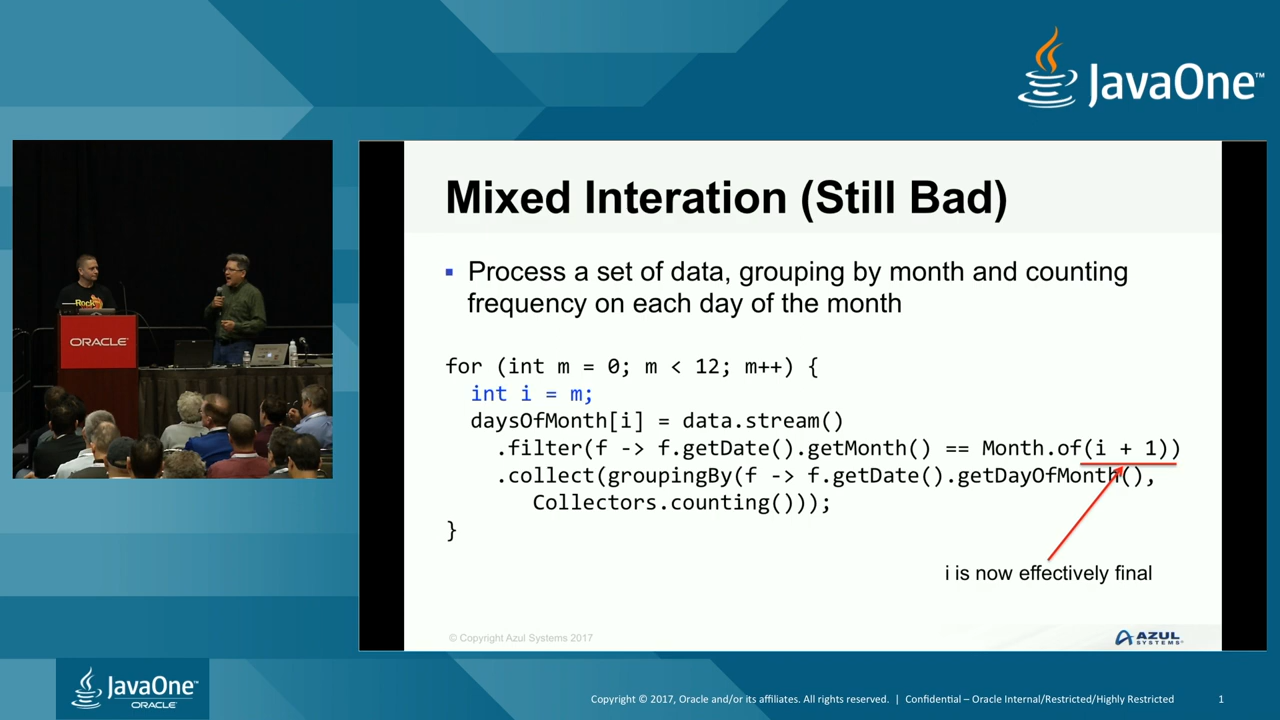 JavaOne™
Rock
ORACLE
Mixed Interation (Still Bad)
Process a set of data, grouping by month and counting
frequency on each day of the month
for (int m = 0; m < 12; m++) {
int i = m;
daysOfMonth[i] = data.stream()
.filter(f -> f.getDate().getMonth() == Month.of(i + 1))
.collect(groupingBy(f -> f.getDate().getDayOfMonth(),
Collectors.counting()));
}
i is now effectively final
© Copyright Azul Systems 2017
AZUL
SYSTEMS
JavaOne™
ORACLE
Copyright © 2017, Oracle and/or its affiliates. All rights reserved. | Confidential – Oracle Internal/Restricted/Highly Restricted 1